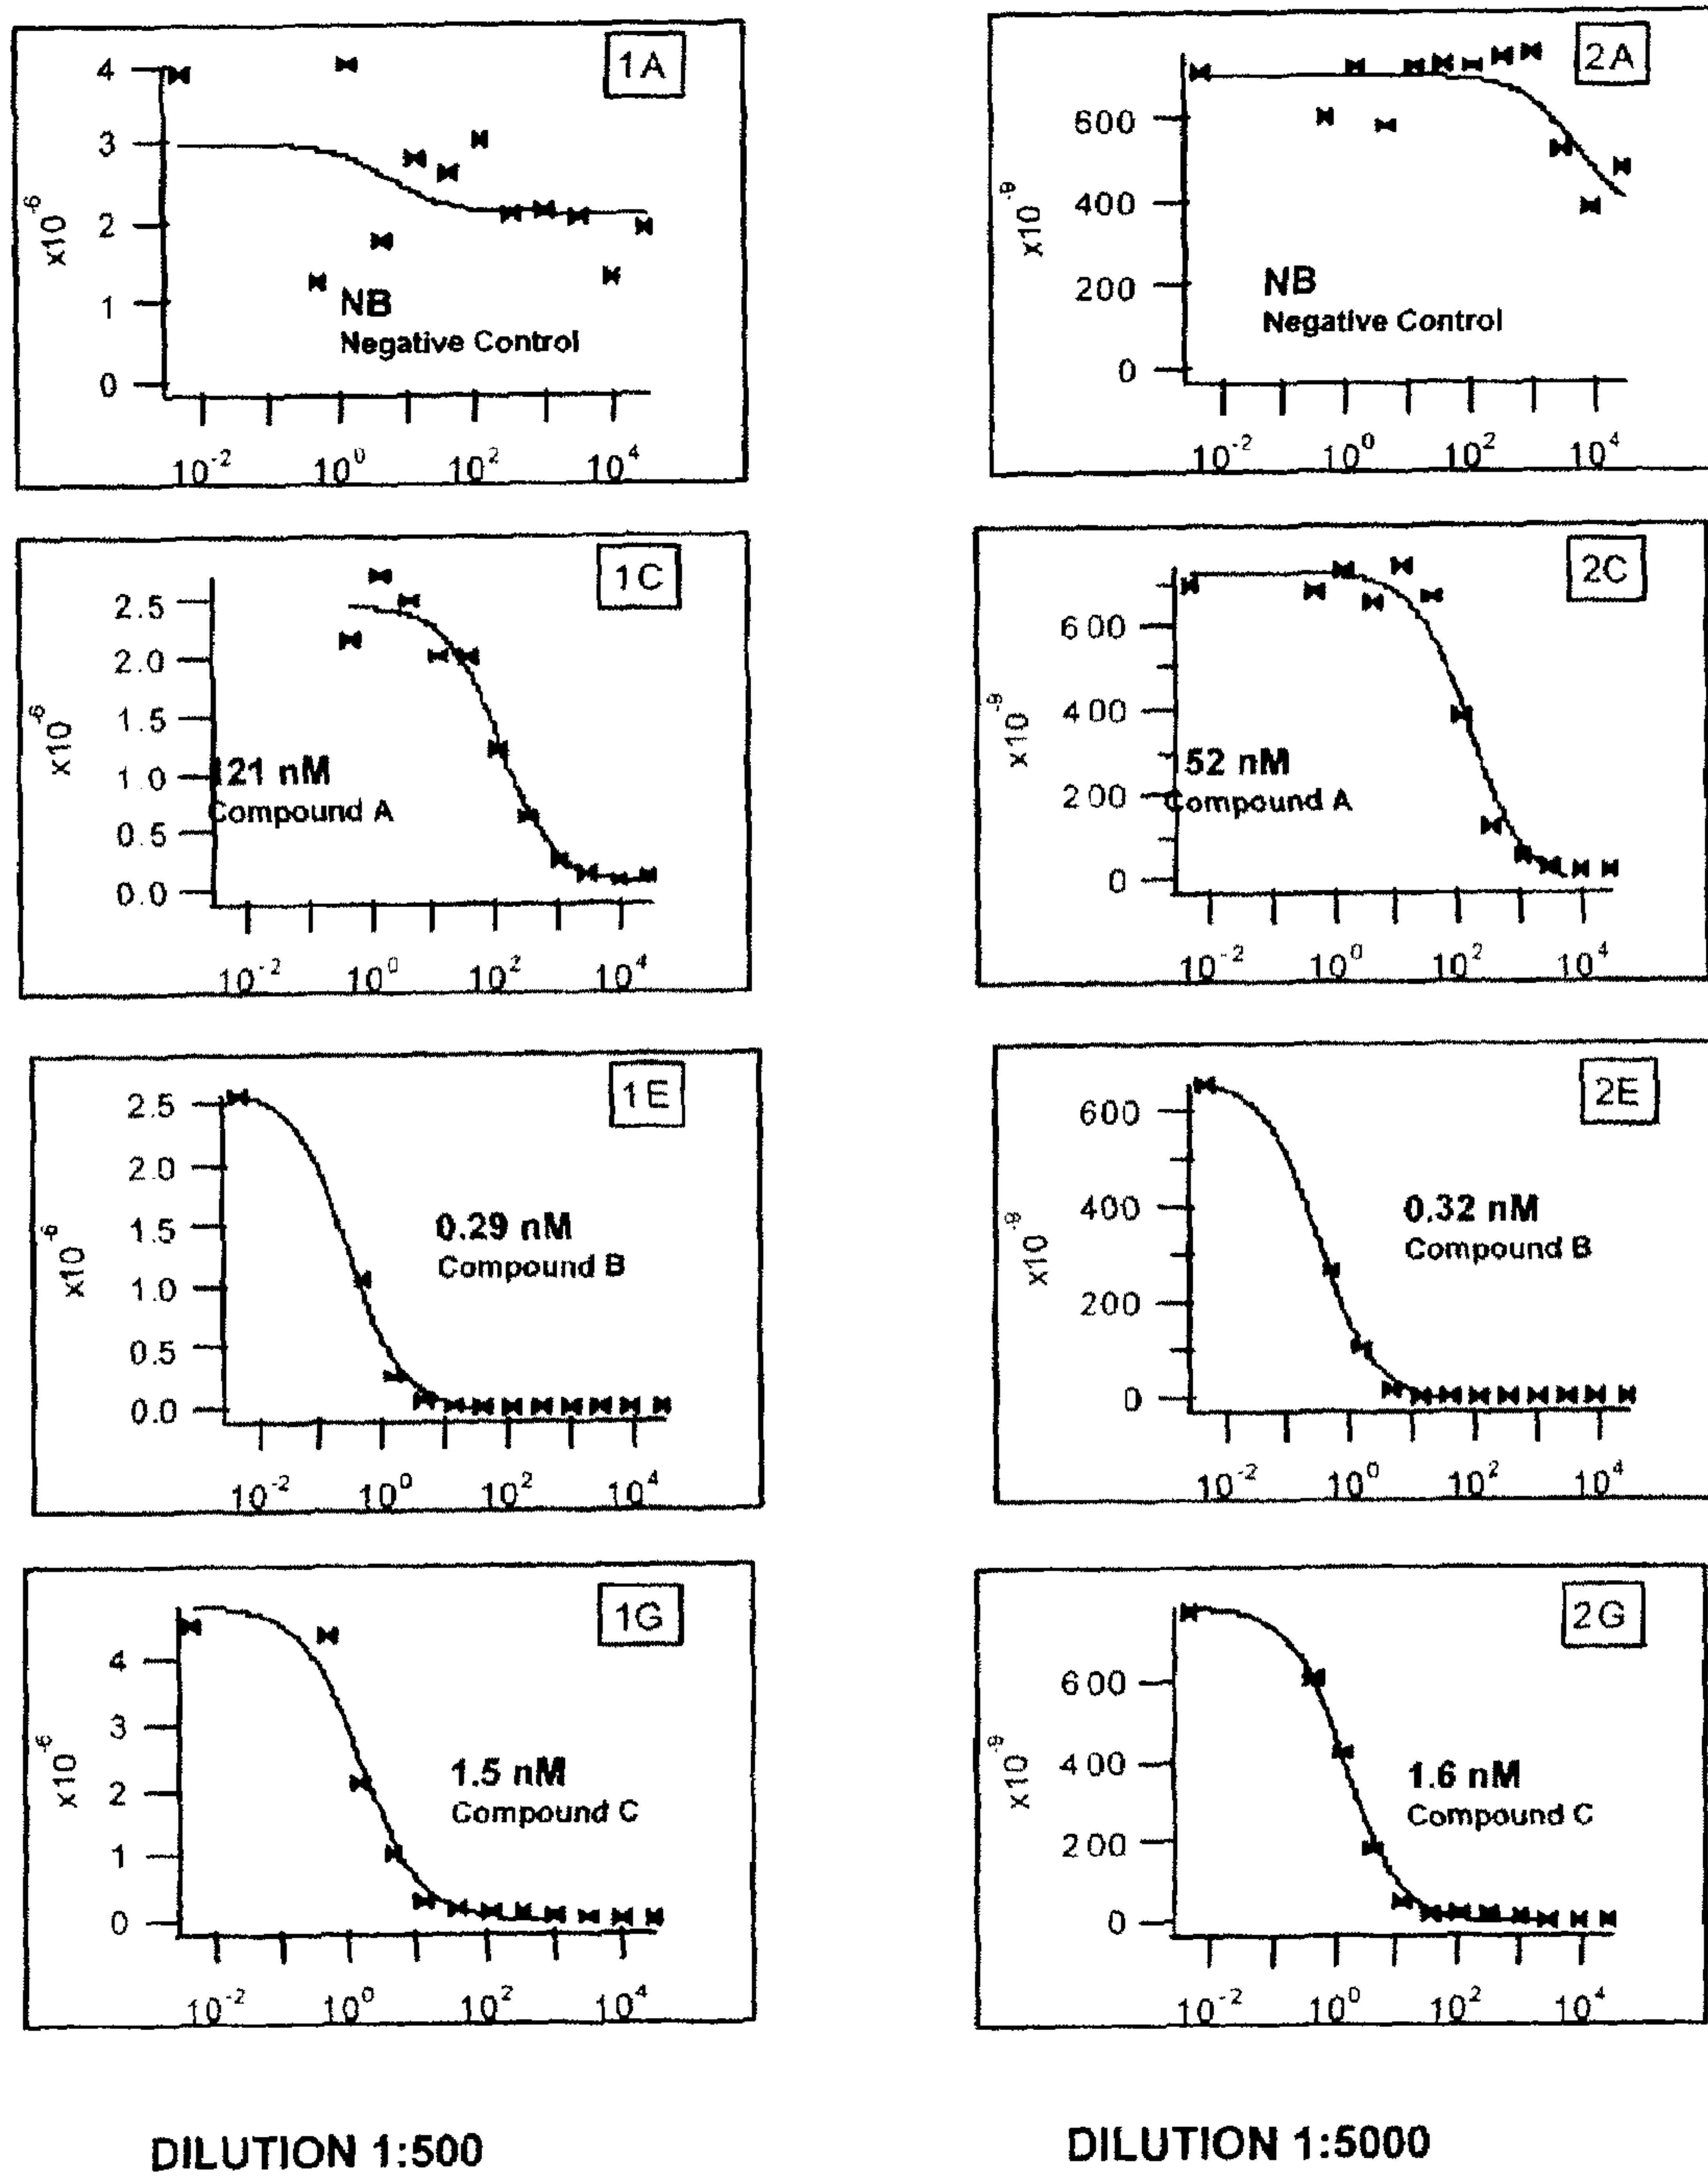 1A
4
3
2
1
0
x10⁻⁶
NB
Negative Control
10⁻² 10⁰ 10² 10⁴
2A
600
400
200
0
x10⁻⁹
NB
Negative Control
10⁻² 10⁰ 10² 10⁴
1C
2.5
2.0
1.5
1.0
0.5
0.0
x10⁻⁶
121 nM
Compound A
10⁻² 10⁰ 10² 10⁴
2C
600
400
200
0
x10⁻⁹
52 nM
Compound A
10⁻² 10⁰ 10² 10⁴
1E
2.5
2.0
1.5
1.0
0.5
0.0
x10⁻⁶
0.29 nM
Compound B
10⁻² 10⁰ 10² 10⁴
2E
600
400
200
0
x10⁻⁹
0.32 nM
Compound B
10⁻² 10⁰ 10² 10⁴
1G
4
3
2
1
0
x10⁻⁶
1.5 nM
Compound C
10⁻² 10⁰ 10² 10⁴
2G
600
400
200
0
x10⁻⁹
1.6 nM
Compound C
10⁻² 10⁰ 10² 10⁴
DILUTION 1:500
DILUTION 1:5000